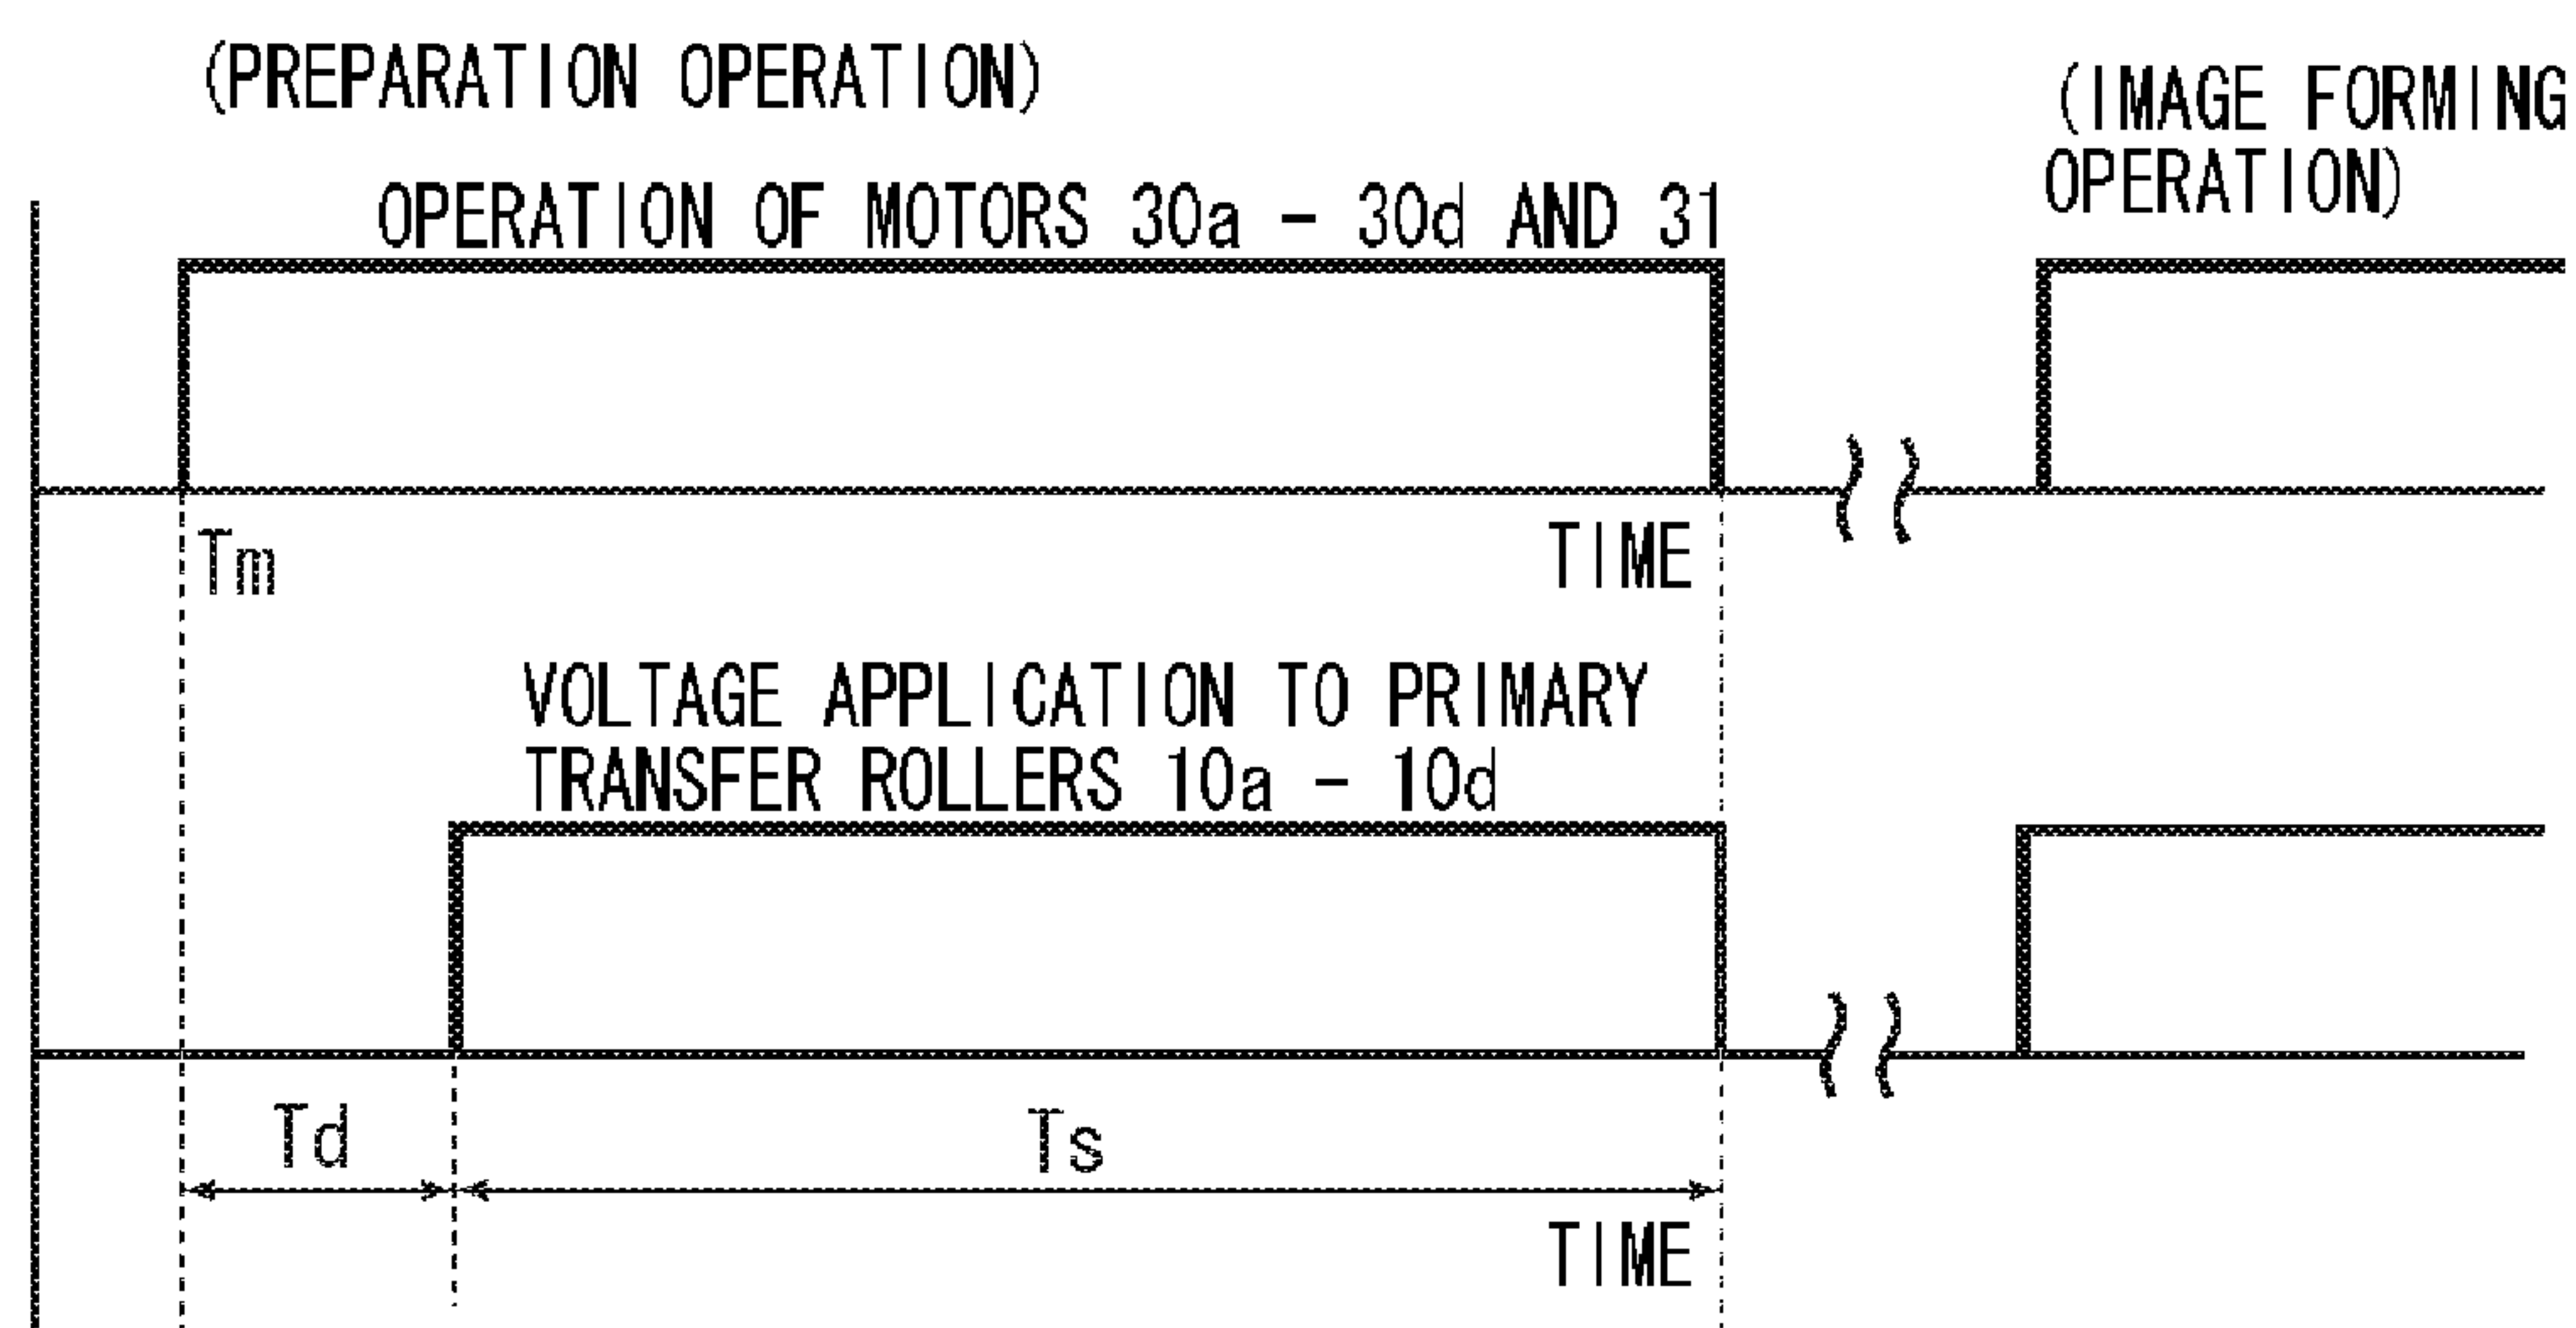 (PREPARATION OPERATION)
(IMAGE FORMING
OPERATION)
OPERATION OF MOTORS 30a - 30d AND 31
Tm
TIME
VOLTAGE APPLICATION TO PRIMARY
TRANSFER ROLLERS 10a - 10d
Td
Ts
TIME